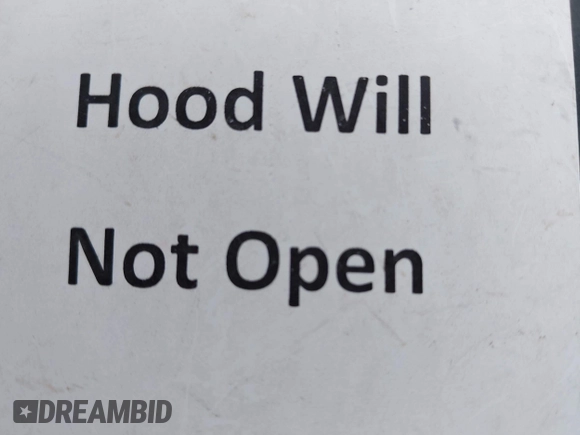 Hood Will
Not Open
DREAMBID